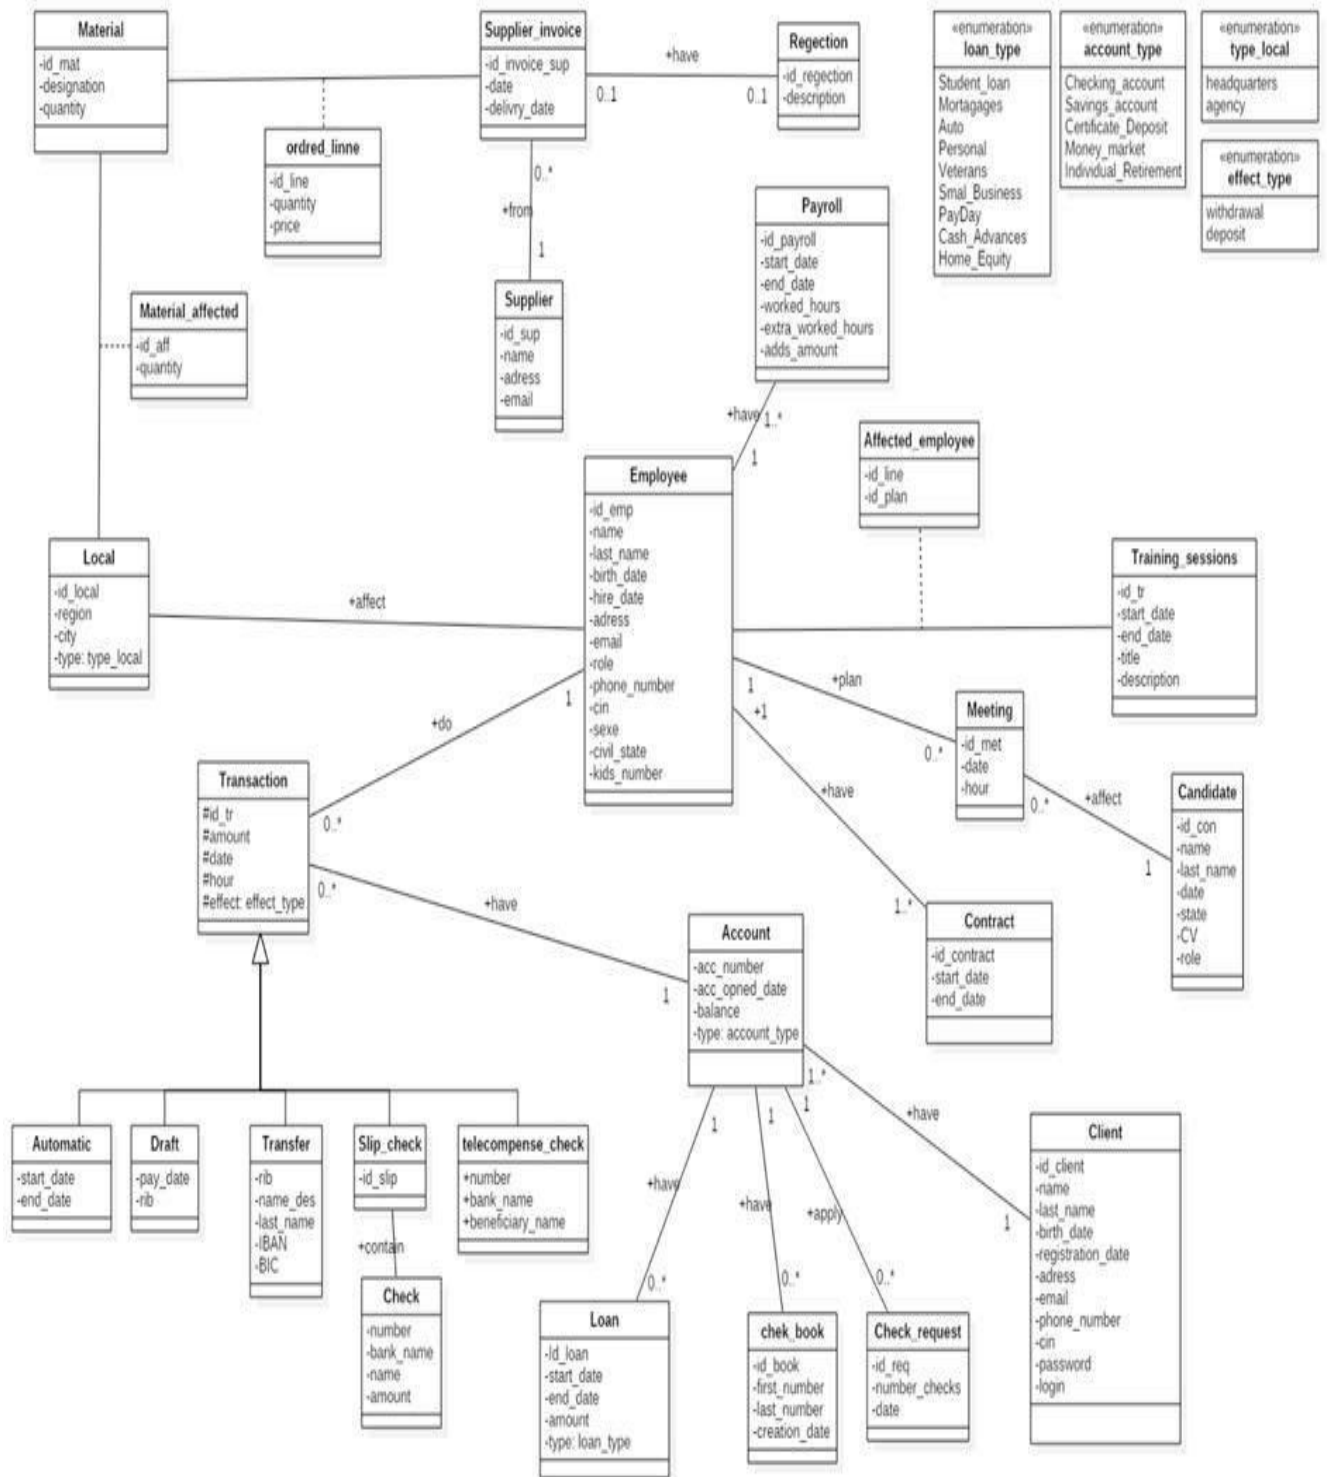 Material
-id_mat
-designation
-quantity
Supplier_invoice
-id_invoice_sup
-date
-delivry_date
+have
0..1
0..1
Regection
-id_regection
-description
«enumeration»
loan_type
Student_loan
Mortagages
Auto
Personal
Veterans
Smal_Business
PayDay
Cash_Advances
Home_Equity
«enumeration»
account_type
Checking_account
Savings_account
Certificate_Deposit
Money_market
Individual_Retirement
«enumeration»
type_local
headquarters
agency
«enumeration»
effect_type
withdrawal
deposit
ordred_linne
-id_line
-quantity
-price
0..*
+from
1
Supplier
-id_sup
-name
-adress
-email
Payroll
-id_payroll
-start_date
-end_date
-worked_hours
-extra_worked_hours
-adds_amount
+have
1..*
1
Material_affected
-id_aff
-quantity
Affected_employee
-id_line
-id_plan
Employee
-id_emp
-name
-last_name
-birth_date
-hire_date
-adress
-email
-role
-phone_number
-cin
-sexe
-civil_state
-kids_number
Local
-id_local
-region
-city
-type: type_local
+affect
Training_sessions
-id_tr
-start_date
-end_date
-title
-description
1
+plan
0..*
+1
+have
1..*
Meeting
-id_met
-date
-hour
0..*
+affect
1
Candidate
-id_con
-name
-last_name
-date
-state
-CV
-role
1
+do
0..*
Transaction
#id_tr
#amount
#date
#hour
#effect: effect_type
0..*
+have
1
Account
-acc_number
-acc_opned_date
-balance
-type: account_type
Contract
-id_contract
-start_date
-end_date
1..*
+have
1
Client
-id_client
-name
-last_name
-birth_date
-registration_date
-adress
-email
-phone_number
-cin
-password
-login
Automatic
-start_date
-end_date
Draft
-pay_date
-rib
Transfer
-rib
-name_des
-last_name
-IBAN
-BIC
Slip_check
-id_slip
telecompense_check
+number
+bank_name
+beneficiary_name
+contain
Check
-number
-bank_name
-name
-amount
1
+have
0..*
1
+have
0..*
1
+apply
0..*
Loan
-Id_loan
-start_date
-end_date
-amount
-type: loan_type
chek_book
-id_book
-first_number
-last_number
-creation_date
Check_request
-id_req
-number_checks
-date